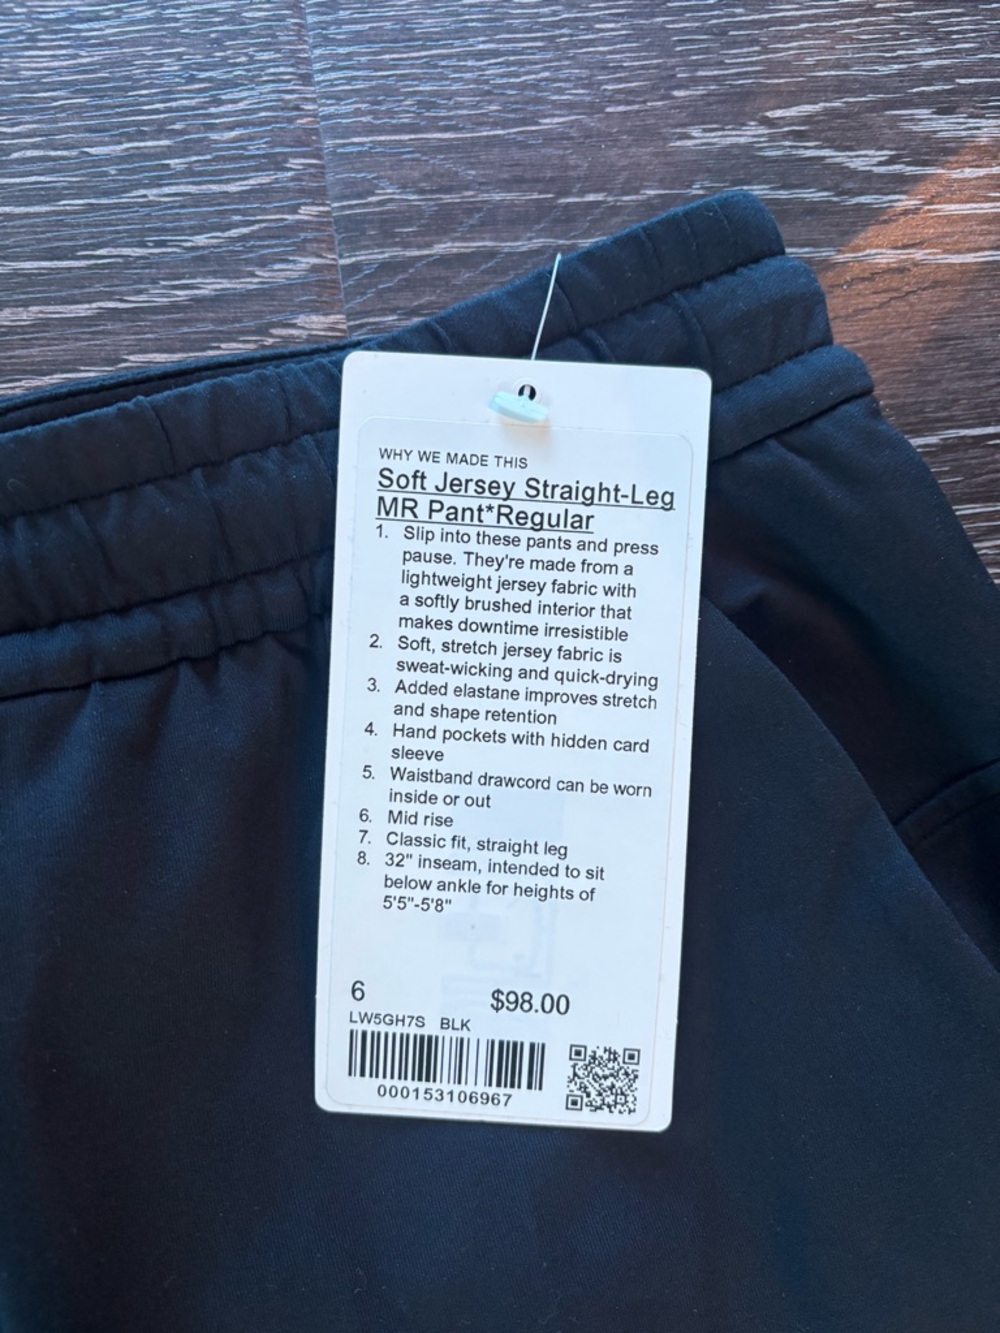 WHY WE MADE THIS
Soft Jersey Straight-Leg
MR Pant*Regular
1. Slip into these pants and press
pause. They're made from a
lightweight jersey fabric with
a softly brushed interior that
makes downtime irresistible
2. Soft, stretch jersey fabric is
sweat-wicking and quick-drying
3. Added elastane improves stretch
and shape retention
4. Hand pockets with hidden card
sleeve
5. Waistband drawcord can be worn
inside or out
6. Mid rise
7. Classic fit, straight leg
8. 32" inseam, intended to sit
below ankle for heights of
5'5"-5'8"
6 $98.00
LW5GH7S BLK
000153106967